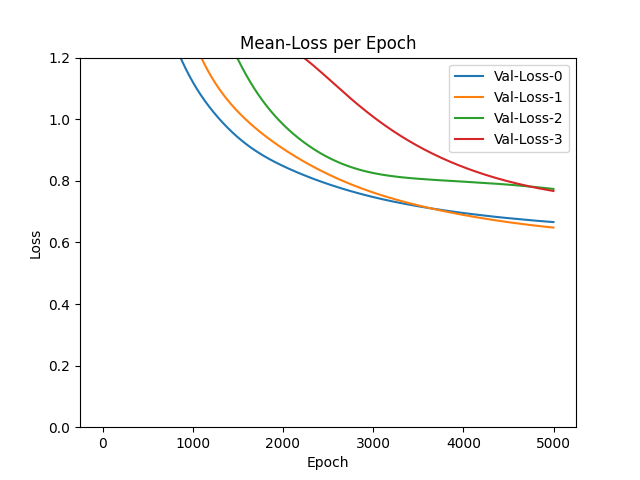 Mean-Loss per Epoch
1.2
1.0
0.8
0.6
0.4
0.2
0.0
Loss
Val-Loss-0
Val-Loss-1
Val-Loss-2
Val-Loss-3
0 1000 2000 3000 4000 5000
Epoch